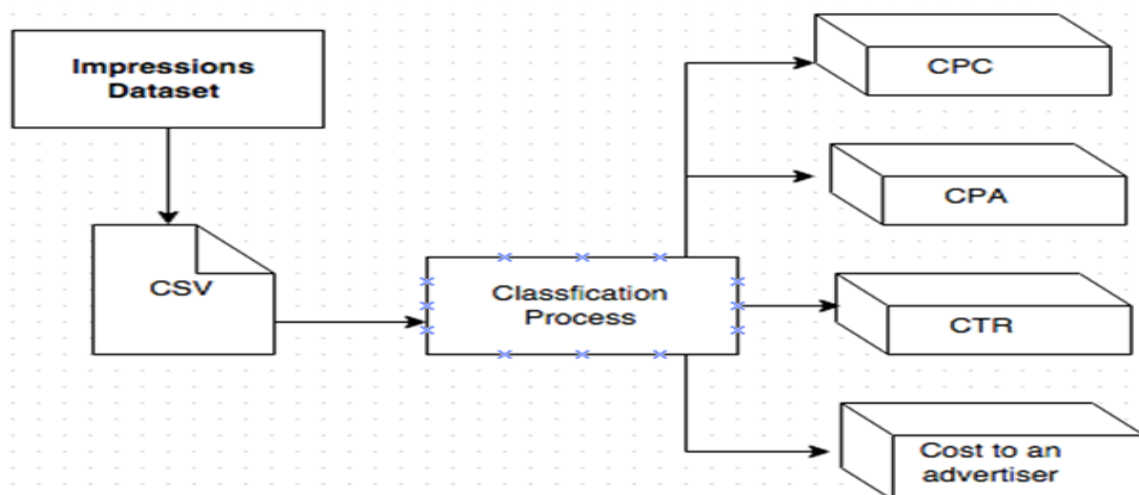 Impressions
Dataset
CSV
Classfication
Process
CPC
CPA
CTR
Cost to an
advertiser